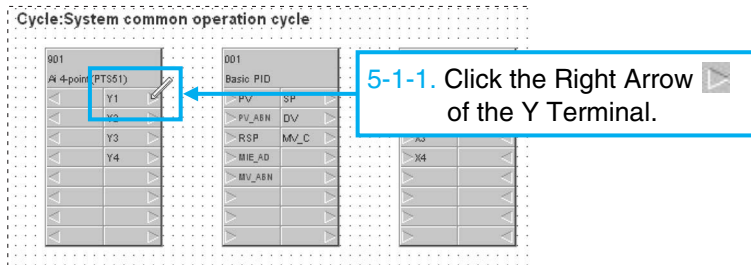 Cycle:System common operation cycle
901
Ai 4-point(PTS51)
Y1
Y2
Y3
Y4
001
Basic PID
PV SP
PV_ABN DV
RSP MV_C
MIE_AD
MV_ABN
5-1-1. Click the Right Arrow
of the Y Terminal.
X3
X4